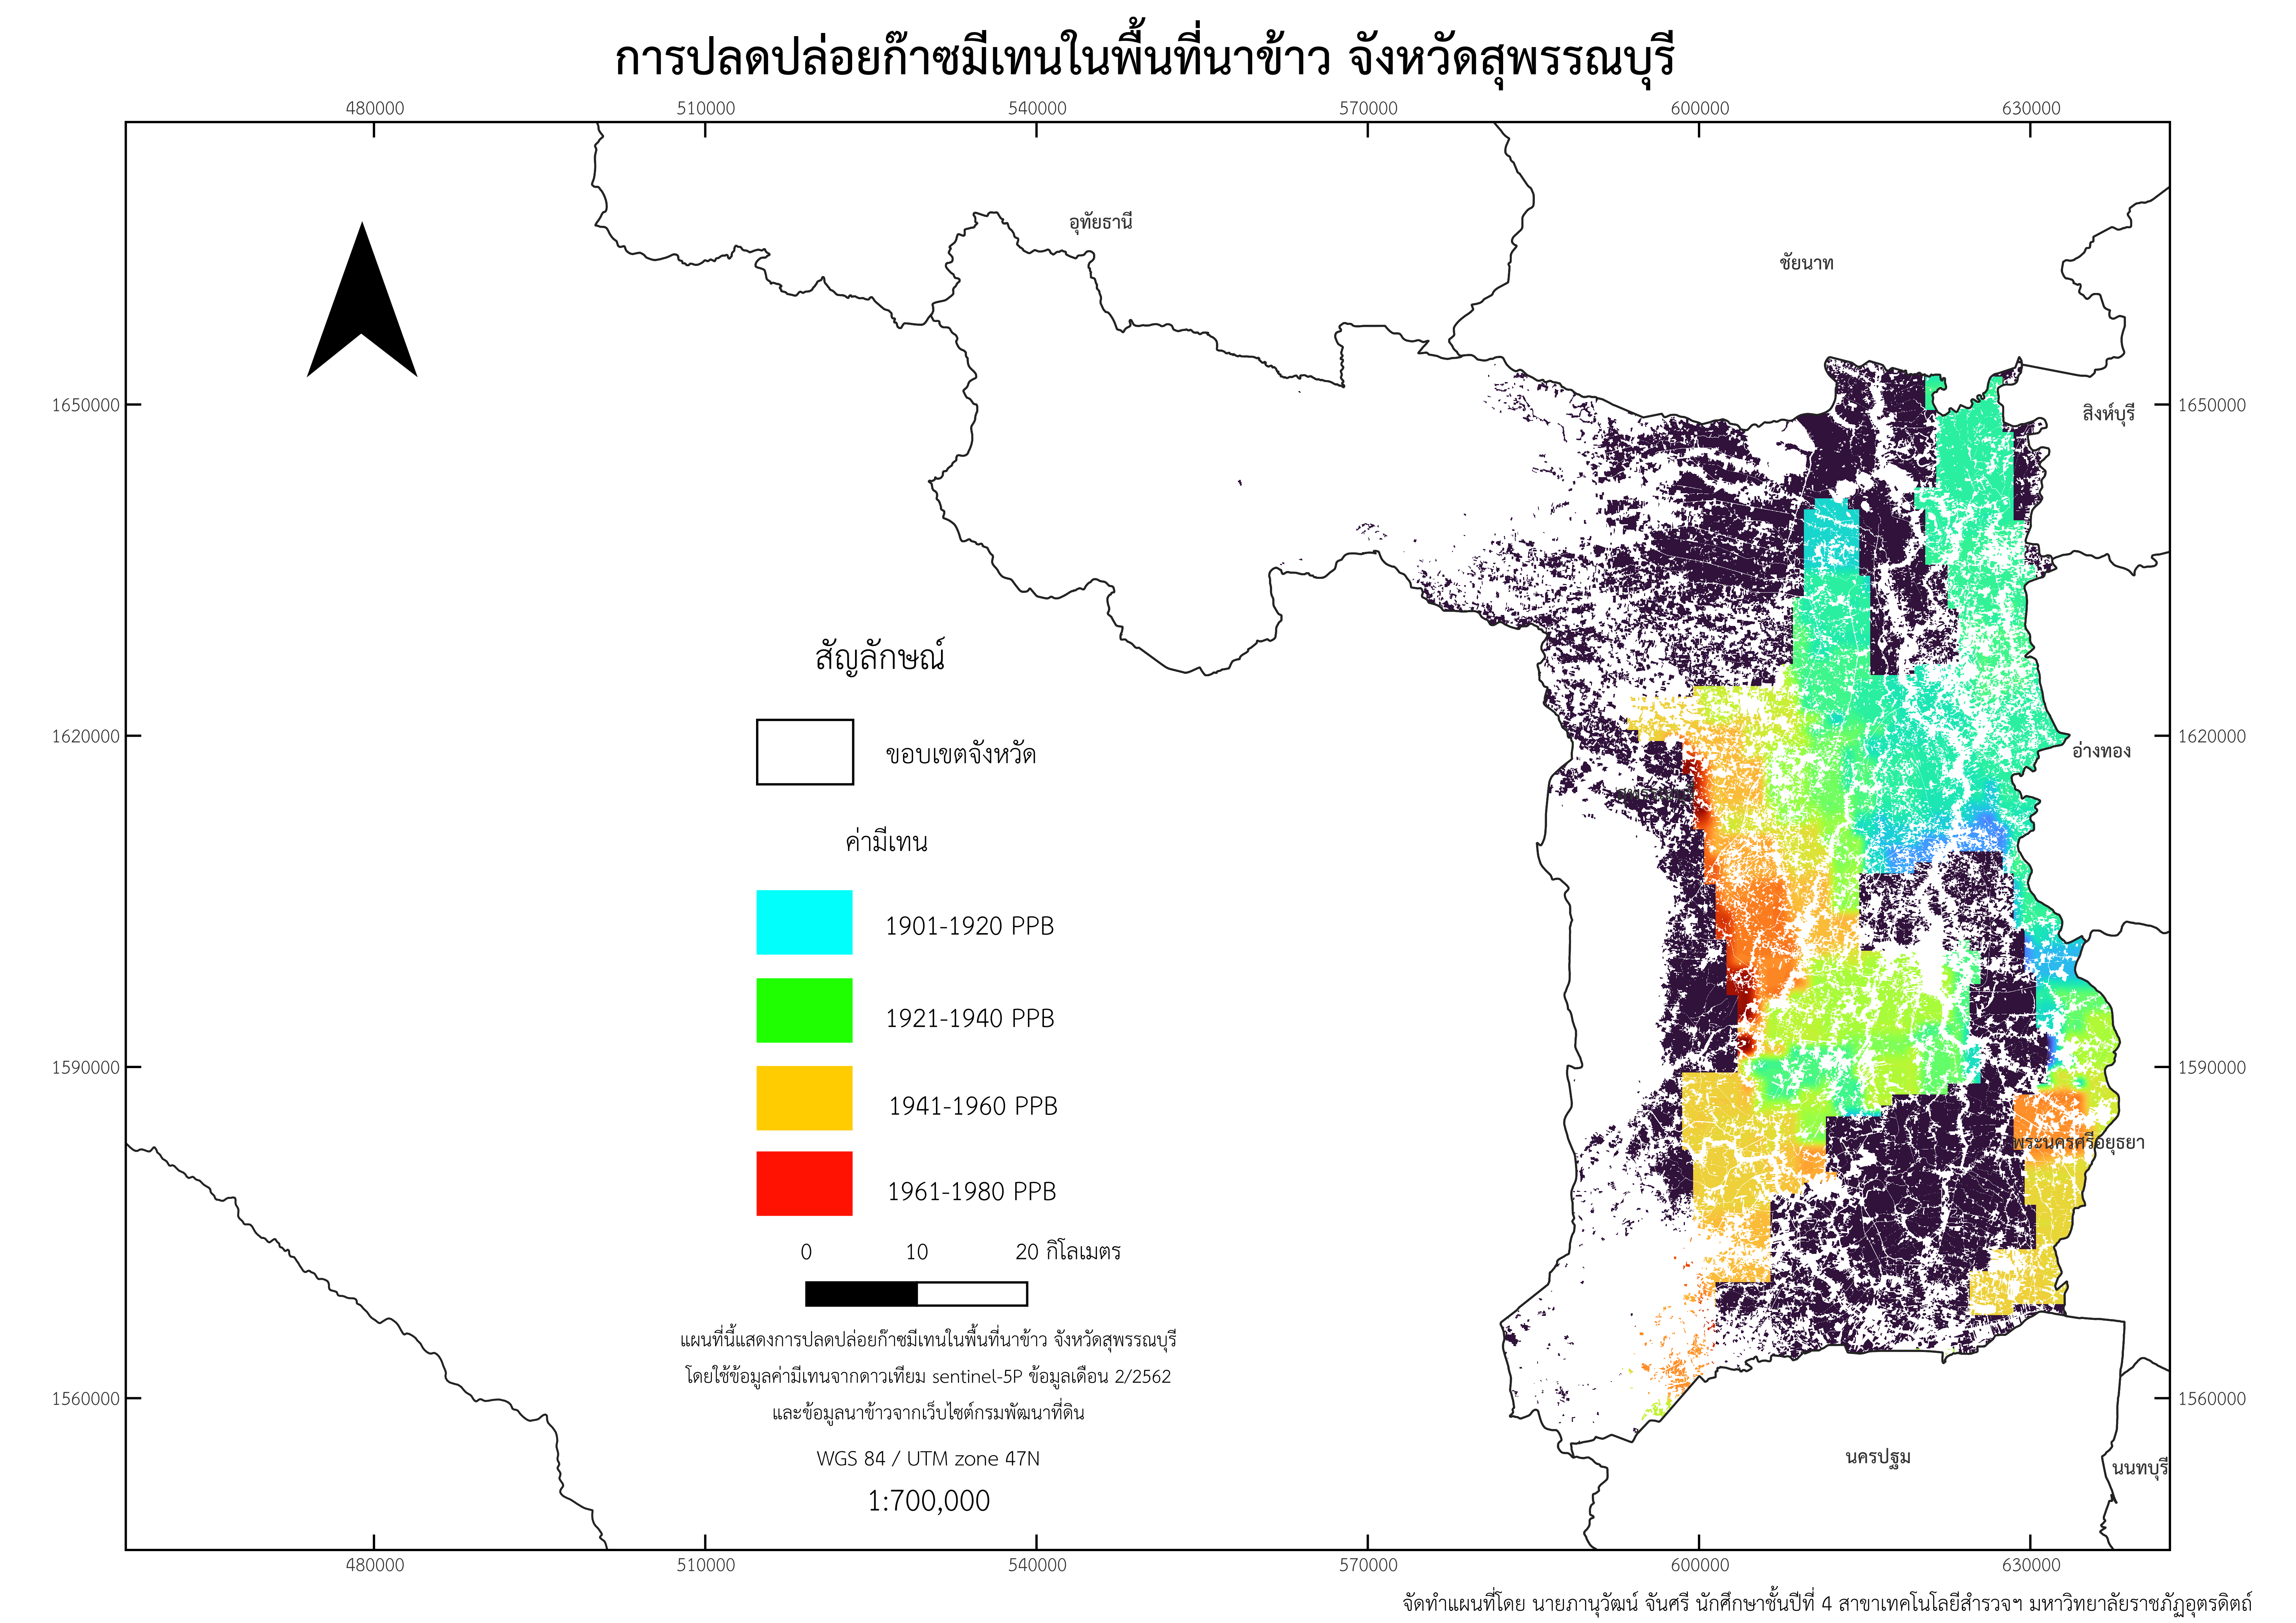 การปลดปล่อยก๊าซมีเทนในพื้นที่นาข้าว จังหวัดสุพรรณบุรี
480000 510000 540000 570000 600000 630000
อุทัยธานี
ชัยนาท
1650000 1650000
สิงห์บุรี
สัญลักษณ์
1620000 1620000
ขอบเขตจังหวัด
อ่างทอง
ค่ามีเทน
1901-1920 PPB
1921-1940 PPB
1590000 1590000
1941-1960 PPB
พระนครศรีอยุธยา
1961-1980 PPB
0 10 20 กิโลเมตร
แผนที่นี้แสดงการปลดปล่อยก๊าซมีเทนในพื้นที่นาข้าว จังหวัดสุพรรณบุรี
โดยใช้ข้อมูลค่ามีเทนจากดาวเทียม sentinel-5P ข้อมูลเดือน 2/2562
1560000 1560000
และข้อมูลนาข้าวจากเว็บไซต์กรมพัฒนาที่ดิน
WGS 84 / UTM zone 47N
นครปฐม
นนทบุรี
1:700,000
480000 510000 540000 570000 600000 630000
จัดทำแผนที่โดย นายภานุวัฒน์ จันศรี นักศึกษาชั้นปีที่ 4 สาขาเทคโนโลยีสำรวจฯ มหาวิทยาลัยราชภัฏอุตรดิตถ์